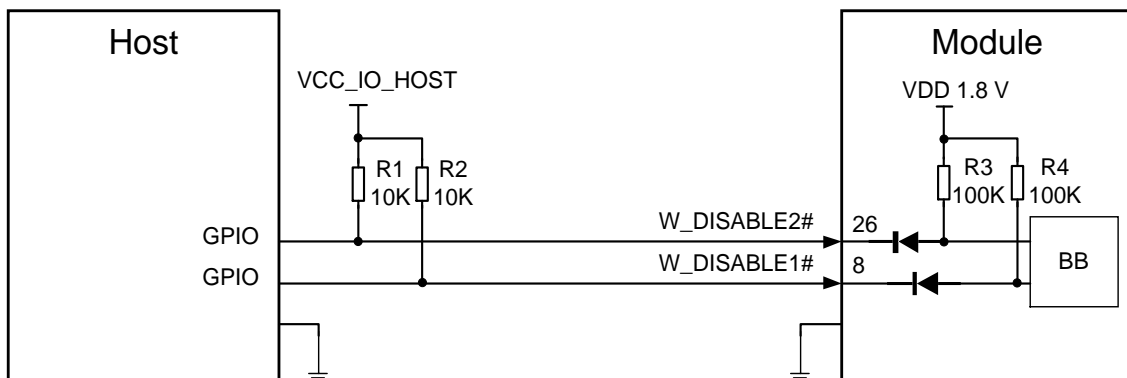 Host
Module
VCC_IO_HOST
VDD 1.8 V
R1
10K
R2
10K
R3
100K
R4
100K
GPIO
W_DISABLE2#
26
GPIO
W_DISABLE1#
8
BB